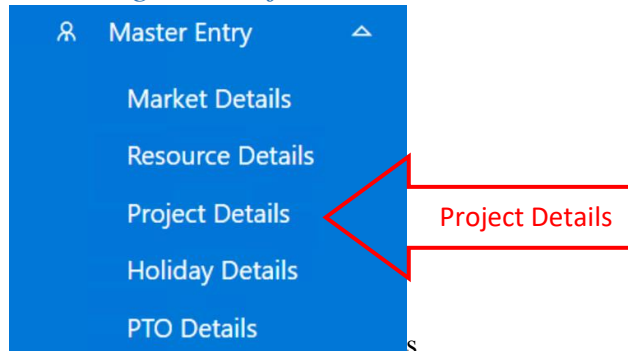 Master Entry
Market Details
Resource Details
Project Details
Project Details
Holiday Details
PTO Details
s